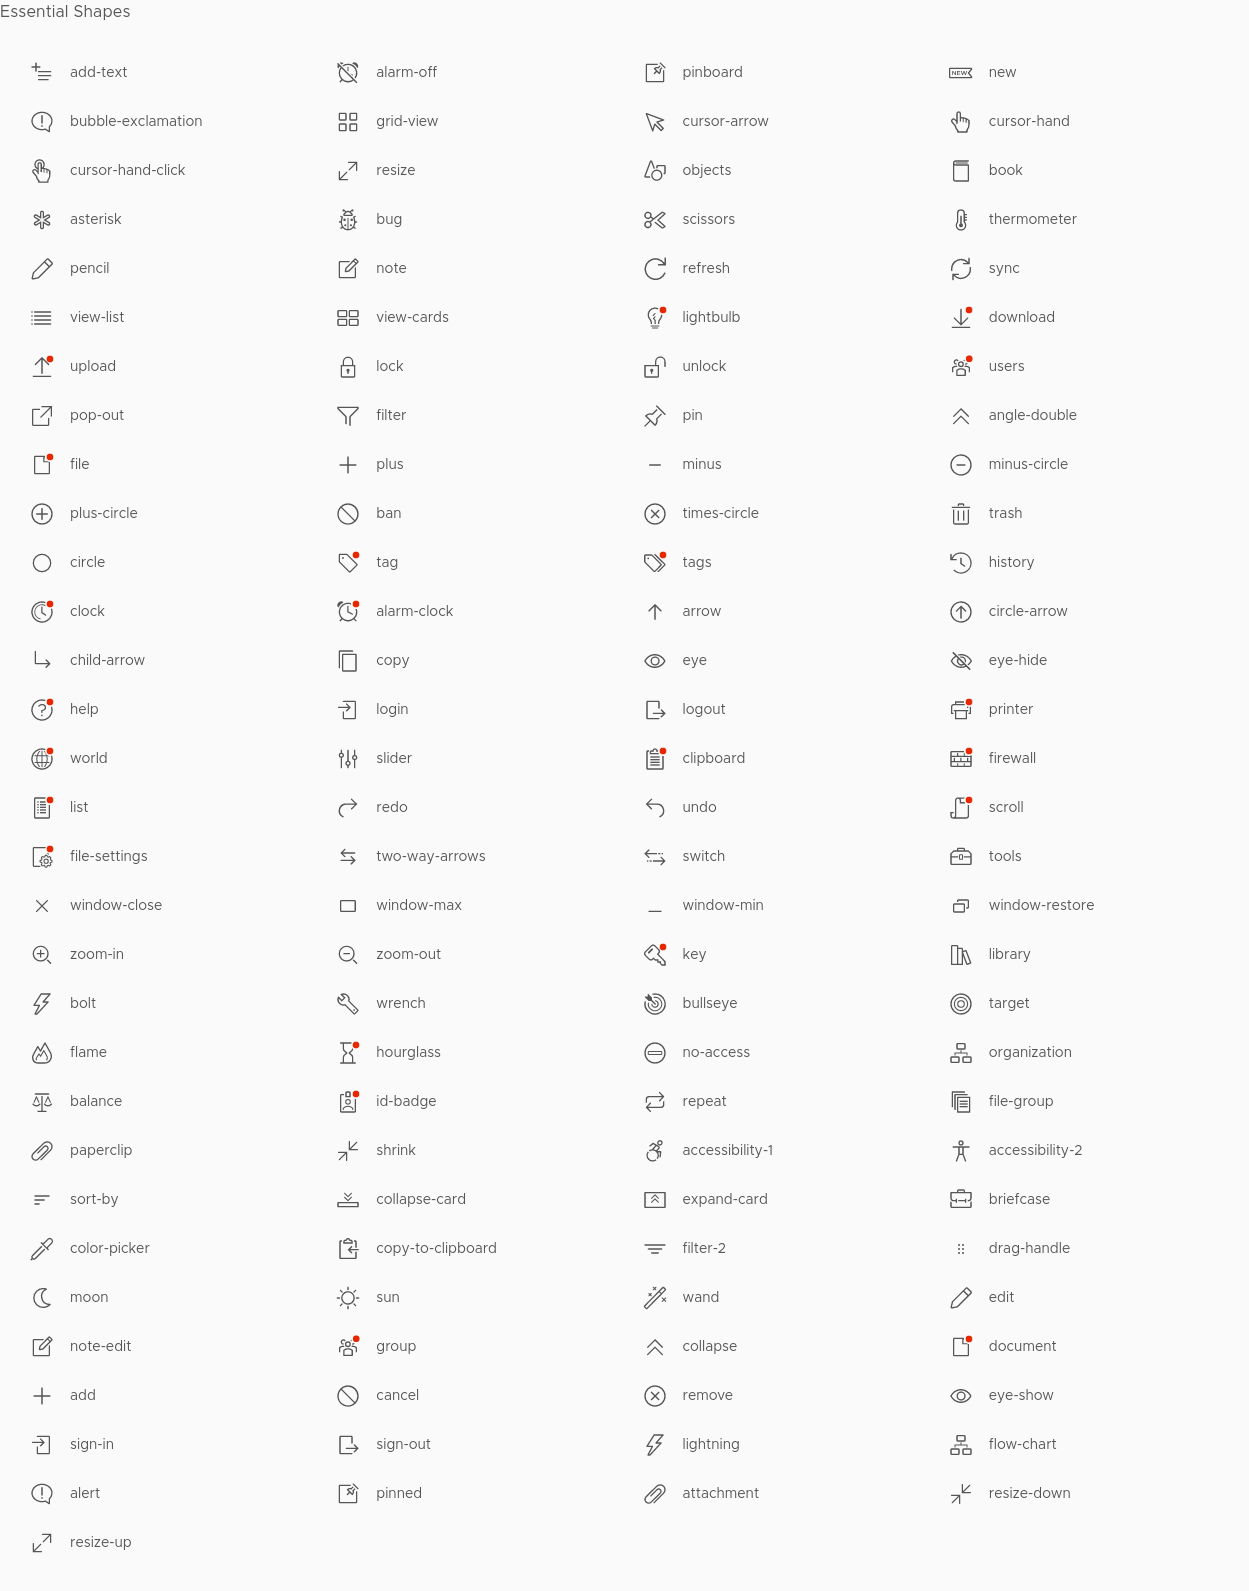 Essential Shapes
add-text alarm-off pinboard new
bubble-exclamation grid-view cursor-arrow cursor-hand
cursor-hand-click resize objects book
asterisk bug scissors thermometer
pencil note refresh sync
view-list view-cards lightbulb download
upload lock unlock users
pop-out filter pin angle-double
file plus minus minus-circle
plus-circle ban times-circle trash
circle tag tags history
clock alarm-clock arrow circle-arrow
child-arrow copy eye eye-hide
help login logout printer
world slider clipboard firewall
list redo undo scroll
file-settings two-way-arrows switch tools
window-close window-max window-min window-restore
zoom-in zoom-out key library
bolt wrench bullseye target
flame hourglass no-access organization
balance id-badge repeat file-group
paperclip shrink accessibility-1 accessibility-2
sort-by collapse-card expand-card briefcase
color-picker copy-to-clipboard filter-2 drag-handle
moon sun wand edit
note-edit group collapse document
add cancel remove eye-show
sign-in sign-out lightning flow-chart
alert pinned attachment resize-down
resize-up